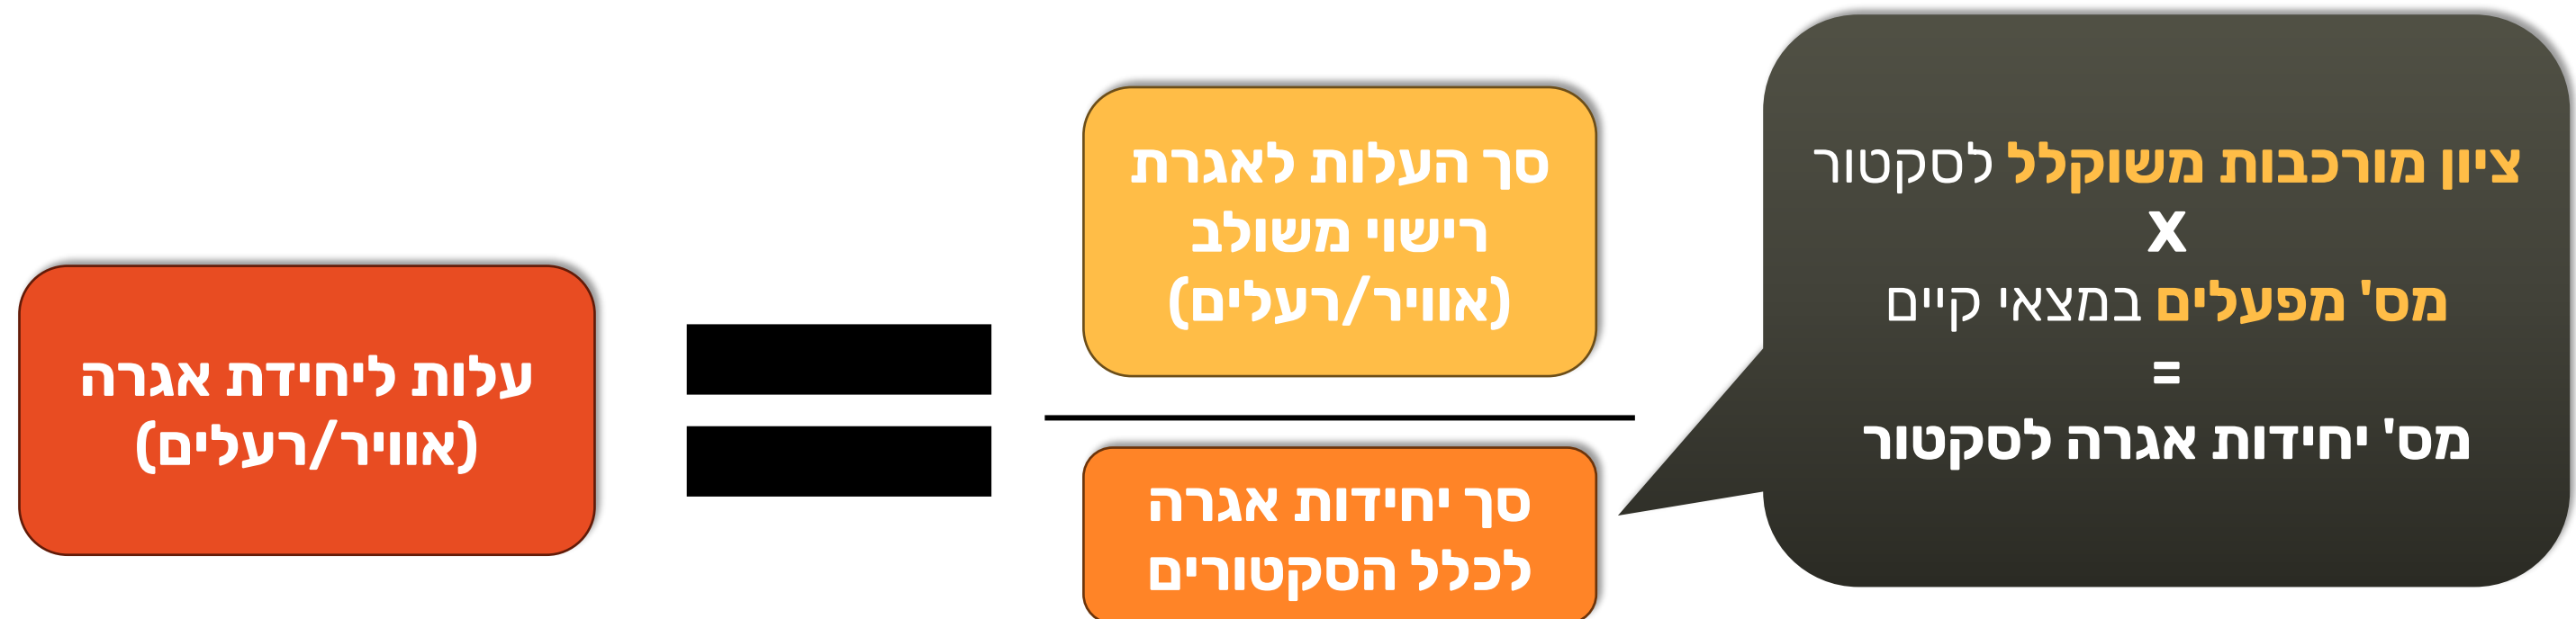 ציון מורכבות משוקלל לסקטור
X
מס' מפעלים במצאי קיים
=
מס' יחידות אגרה לסקטור
סך העלות לאגרת
רישוי משולב
(אוויר/רעלים)
סך יחידות אגרה
לכלל הסקטורים
עלות ליחידת אגרה
(אוויר/רעלים)